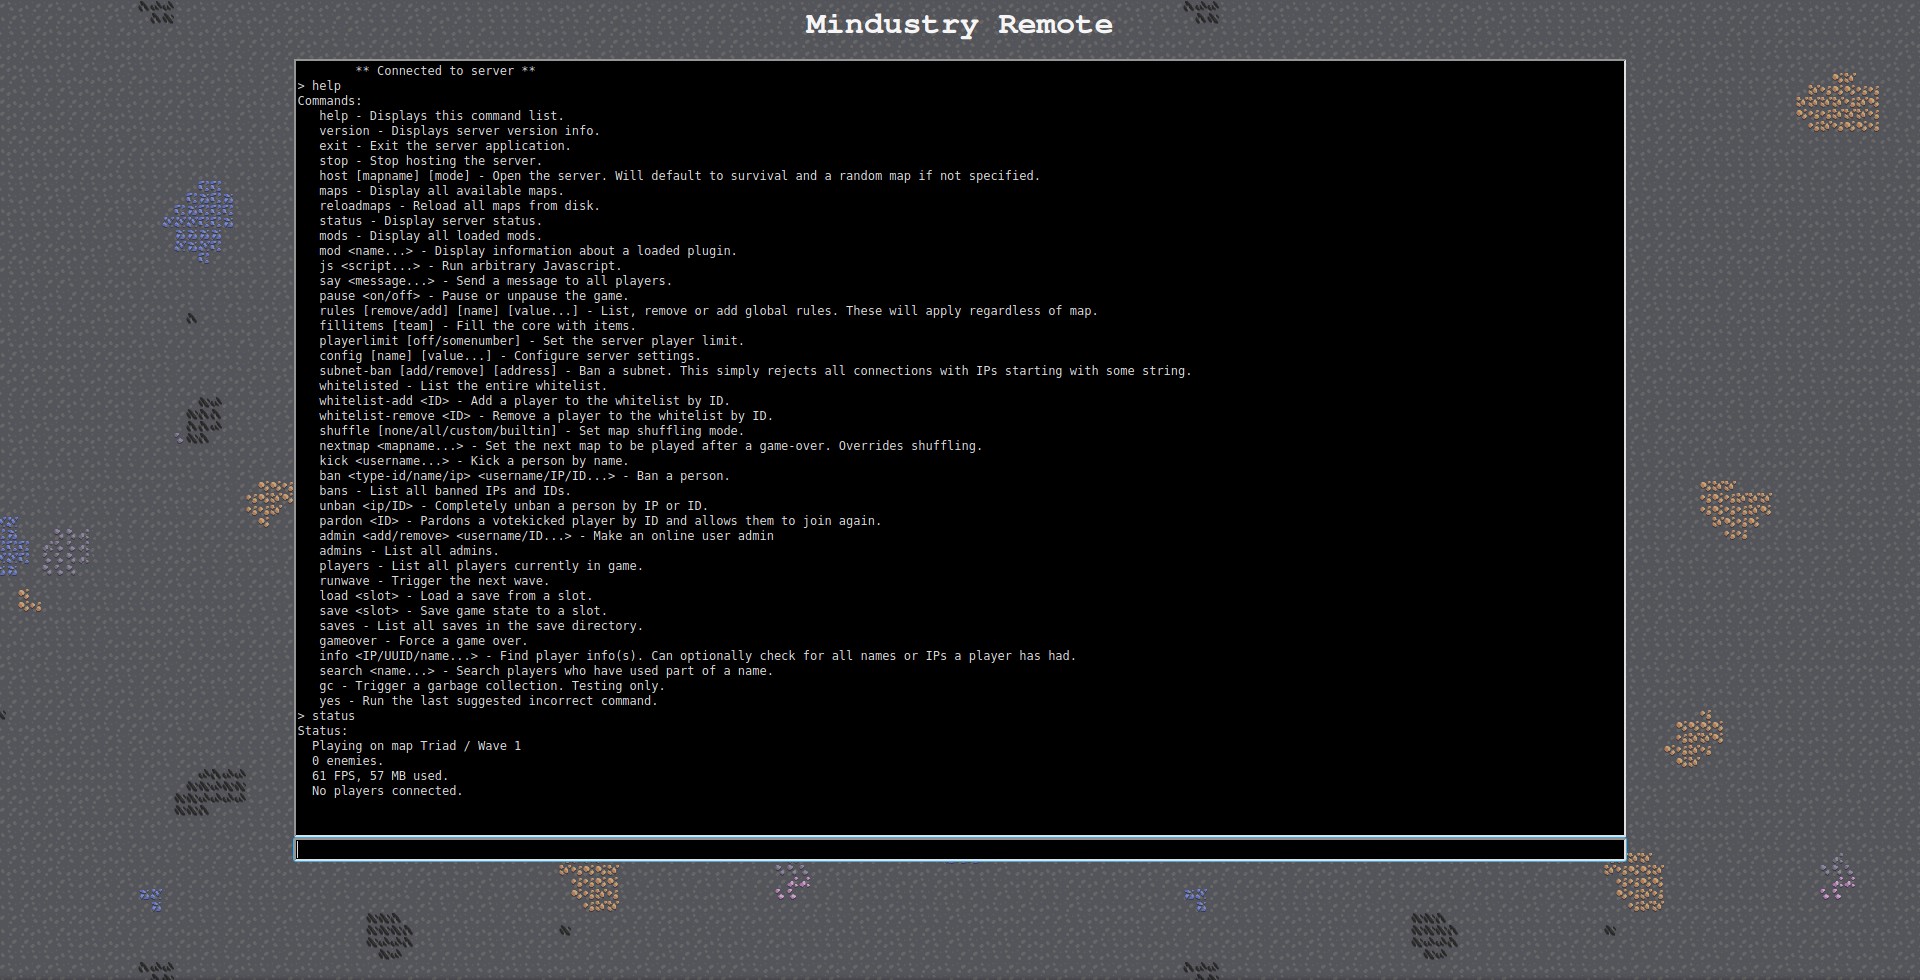 Mindustry Remote
** Connected to server **
> help
Commands:
help - Displays this command list.
version - Displays server version info.
exit - Exit the server application.
stop - Stop hosting the server.
host [mapname] [mode] - Open the server. Will default to survival and a random map if not specified.
maps - Display all available maps.
reloadmaps - Reload all maps from disk.
status - Display server status.
mods - Display all loaded mods.
mod <name...> - Display information about a loaded plugin.
js <script...> - Run arbitrary Javascript.
say <message...> - Send a message to all players.
pause <on/off> - Pause or unpause the game.
rules [remove/add] [name] [value...] - List, remove or add global rules. These will apply regardless of map.
fillitems [team] - Fill the core with items.
playerlimit [off/somenumber] - Set the server player limit.
config [name] [value...] - Configure server settings.
subnet-ban [add/remove] [address] - Ban a subnet. This simply rejects all connections with IPs starting with some string.
whitelisted - List the entire whitelist.
whitelist-add <ID> - Add a player to the whitelist by ID.
whitelist-remove <ID> - Remove a player to the whitelist by ID.
shuffle [none/all/custom/builtin] - Set map shuffling mode.
nextmap <mapname...> - Set the next map to be played after a game-over. Overrides shuffling.
kick <username...> - Kick a person by name.
ban <type-id/name/ip> <username/IP/ID...> - Ban a person.
bans - List all banned IPs and IDs.
unban <ip/ID> - Completely unban a person by IP or ID.
pardon <ID> - Pardons a votekicked player by ID and allows them to join again.
admin <add/remove> <username/ID...> - Make an online user admin
admins - List all admins.
players - List all players currently in game.
runwave - Trigger the next wave.
load <slot> - Load a save from a slot.
save <slot> - Save game state to a slot.
saves - List all saves in the save directory.
gameover - Force a game over.
info <IP/UUID/name...> - Find player info(s). Can optionally check for all names or IPs a player has had.
search <name...> - Search players who have used part of a name.
gc - Trigger a garbage collection. Testing only.
yes - Run the last suggested incorrect command.
> status
Status:
Playing on map Triad / Wave 1
0 enemies.
61 FPS, 57 MB used.
No players connected.